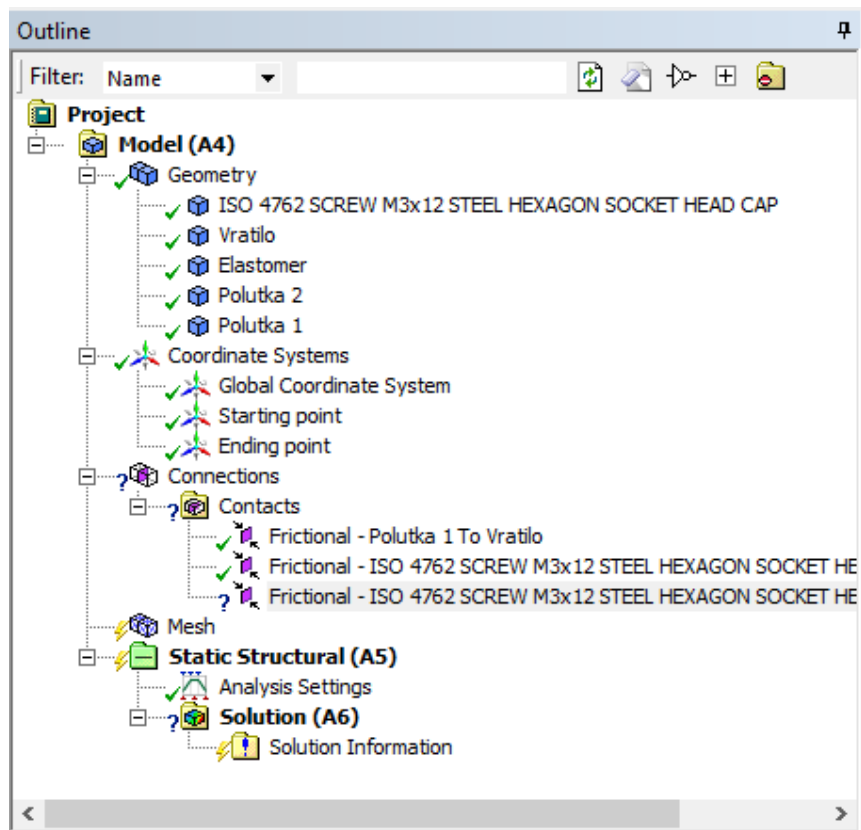 Outline
Filter: Name
Project
Model (A4)
Geometry
ISO 4762 SCREW M3x12 STEEL HEXAGON SOCKET HEAD CAP
Vratilo
Elastomer
Polutka 2
Polutka 1
Coordinate Systems
Global Coordinate System
Starting point
Ending point
Connections
Contacts
Frictional - Polutka 1 To Vratilo
Frictional - ISO 4762 SCREW M3x12 STEEL HEXAGON SOCKET HE
Frictional - ISO 4762 SCREW M3x12 STEEL HEXAGON SOCKET HE
Mesh
Static Structural (A5)
Analysis Settings
Solution (A6)
Solution Information